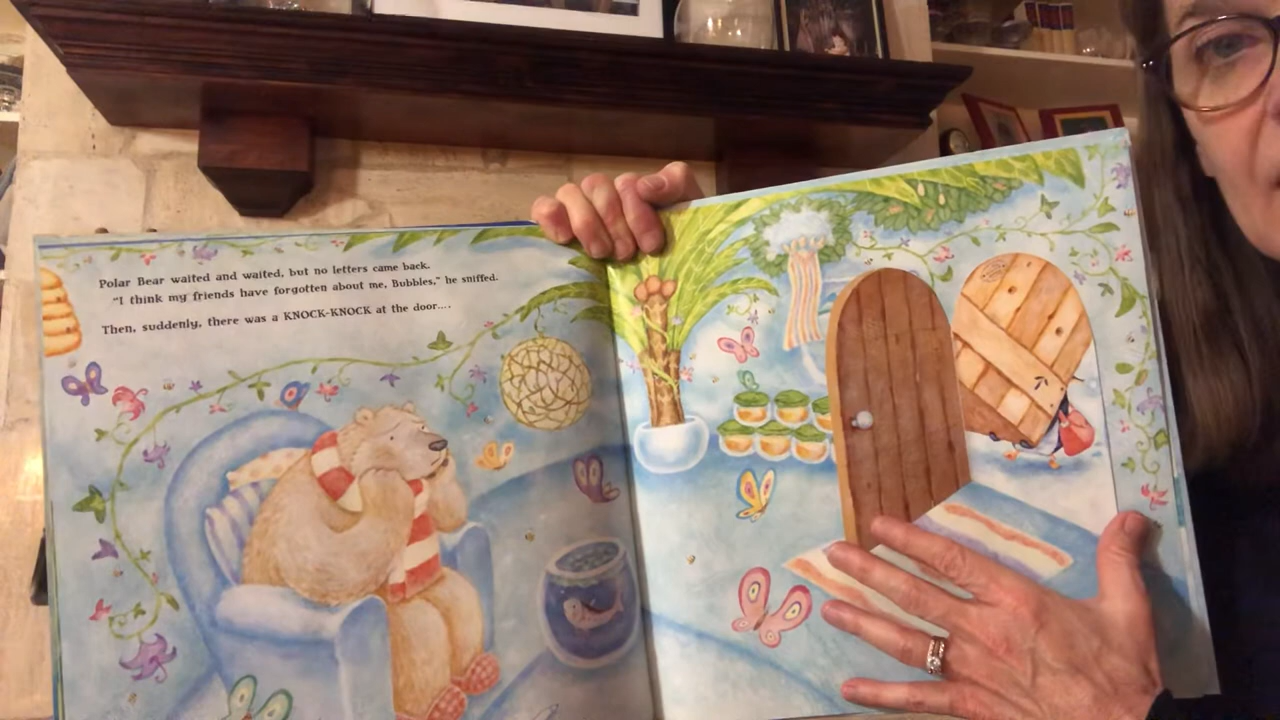 Polar Bear waited and waited, but no letters came back.
"I think my friends have forgotten about me, Bubbles," he sniffed.
Then, suddenly, there was a KNOCK-KNOCK at the door....